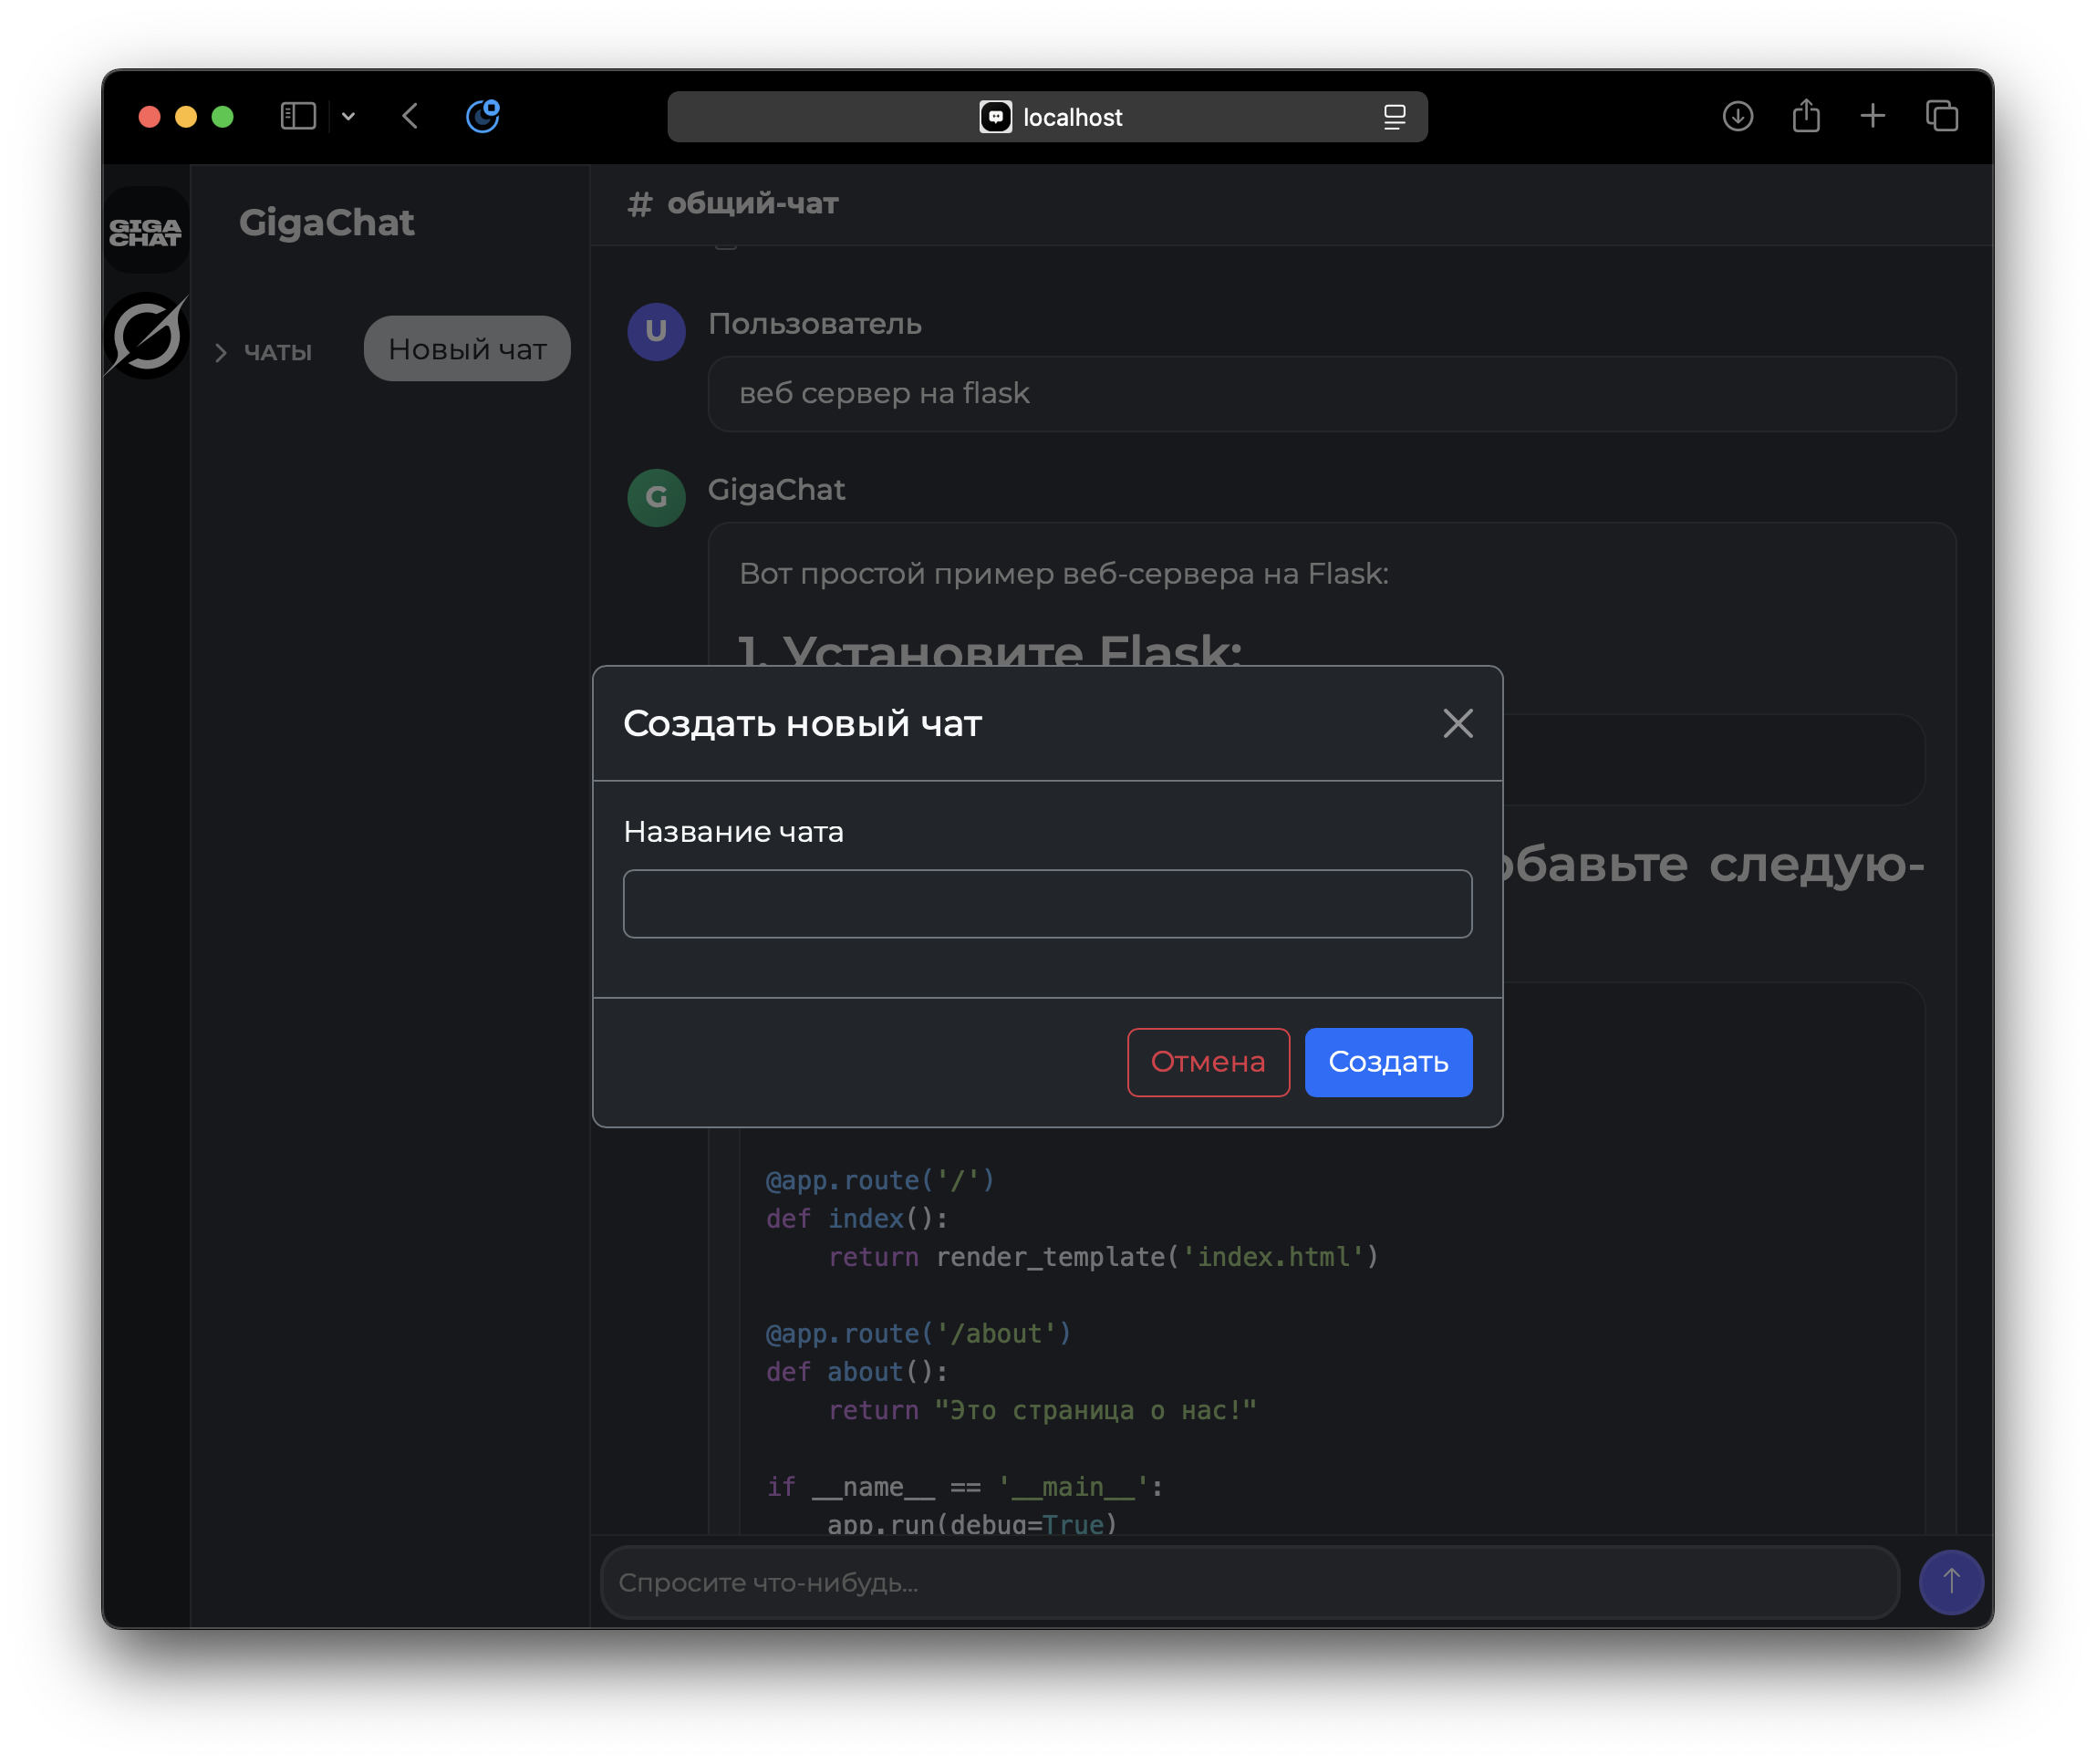 localhost
GIGA
CHAT
GigaChat
ЧАТЫ
Новый чат
# общий-чат
U
Пользователь
веб сервер на flask
G
GigaChat
Вот простой пример веб-сервера на Flask:
1. Установите Flask:
Создать новый чат
Название чата
обавьте следую-
Отмена
Создать
@app.route('/')
def index():
return render_template('index.html')
@app.route('/about')
def about():
return "Это страница о нас!"
if __name__ == '__main__':
app.run(debug=True)
Спросите что-нибудь...